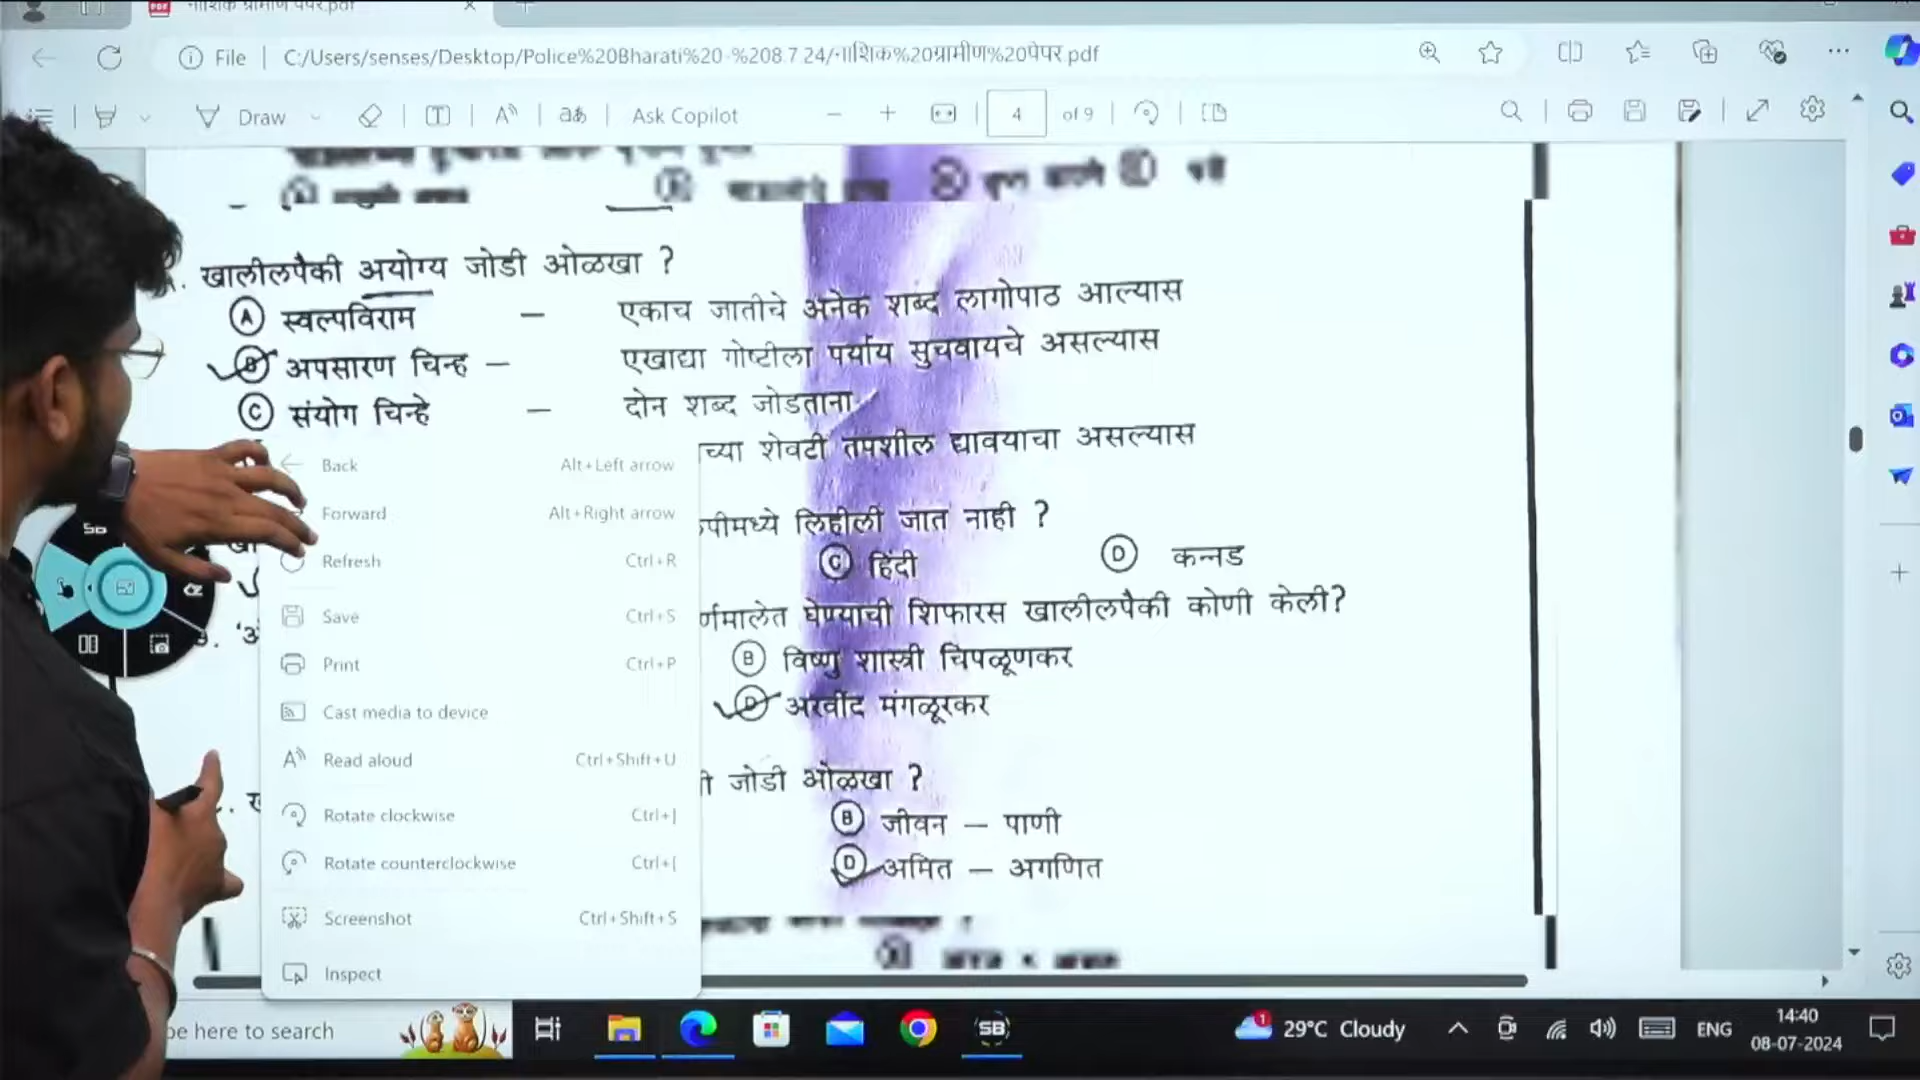 नाशिक ग्रामीण पेपर.pdf
File C:/Users/senses/Desktop/Police%20Bharati%20-%208.7.24/नाशिक%20ग्रामीण%20पेपर.pdf
Draw Ask Copilot 4 of 9
खालीलपैकी अयोग्य जोडी ओळखा ?
A स्वल्पविराम — एकाच जातीचे अनेक शब्द लागोपाठ आल्यास
B अपसारण चिन्ह — एखाद्या गोष्टीला पर्याय सुचवायचे असल्यास
C संयोग चिन्हे — दोन शब्द जोडताना
च्या शेवटी तपशील द्यावयाचा असल्यास
पीमध्ये लिहीली जात नाही ?
C हिंदी D कन्नड
र्णमालेत घेण्याची शिफारस खालीलपैकी कोणी केली?
B विष्णु शास्त्री चिपळूणकर
D अरवींद मंगळूरकर
जोडी ओळखा ?
B जीवन — पाणी
D अमित — अगणित
Back Alt+Left arrow
Forward Alt+Right arrow
Refresh Ctrl+R
Save Ctrl+S
Print Ctrl+P
Cast media to device
Read aloud Ctrl+Shift+U
Rotate clockwise Ctrl+]
Rotate counterclockwise Ctrl+[
Screenshot Ctrl+Shift+S
Inspect
SB
here to search
SB
1
29°C Cloudy
ENG
14:40
08-07-2024